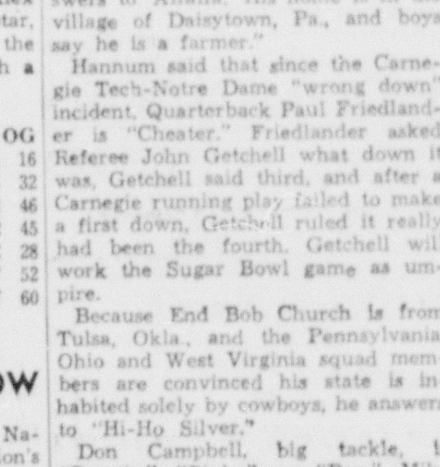 tar,
the
h a
OG
16
32
46
45
28
52
60
OW
Na-
on's
village of Daisytown, Pa., and boys
say he is a farmer."
Hannum said that since the Carne-
gie Tech-Notre Dame "wrong down"
incident, Quarterback Paul Friedland-
er is "Cheater." Friedlander asked
Referee John Getchell what down it
was, Getchell said third, and after a
Carnegie running play failed to make
a first down, Getchell ruled it really
had been the fourth. Getchell will
work the Sugar Bowl game as um-
pire.
Because End Bob Church is from
Tulsa, Okla., and the Pennsylvania
Ohio and West Virginia squad mem-
bers are convinced his state is in-
habited solely by cowboys, he answers
to "Hi-Ho Silver."
Don Campbell, big tackle,